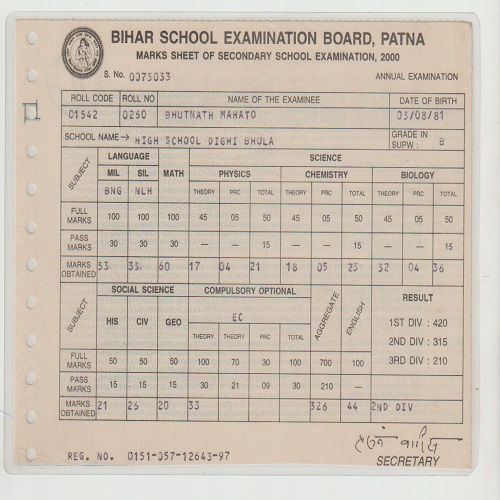 BIHAR SCHOOL EXAMINATION BOARD, PATNA
MARKS SHEET OF SECONDARY SCHOOL EXAMINATION, 2000
S. No. 0075033 ANNUAL EXAMINATION
ROLL CODE ROLL NO NAME OF THE EXAMINEE DATE OF BIRTH
01542 0260 BHUTNATH MAHATO 03/08/81
SCHOOL NAME → HIGH SCHOOL DIGHI BHULA GRADE IN SUPW : B
SUBJECT LANGUAGE MATH SCIENCE
MIL SIL PHYSICS CHEMISTRY BIOLOGY
BNG NLH THEORY PRC TOTAL THEORY PRC TOTAL THEORY PRC TOTAL
FULL MARKS 100 100 100 45 05 50 45 05 50 45 05 50
PASS MARKS 30 30 30 — — 15 — — 15 — — 15
MARKS OBTAINED 53 33 60 17 04 21 18 05 23 32 04 36
SUBJECT SOCIAL SCIENCE COMPULSORY OPTIONAL AGGREGATE ENGLISH RESULT
HIS CIV GEO EC
THEORY THEORY PRC TOTAL
1ST DIV : 420
2ND DIV : 315
3RD DIV : 210
FULL MARKS 50 50 50 100 70 30 100 700 100
PASS MARKS 15 15 15 30 21 09 30 210 —
MARKS OBTAINED 21 26 20 33 326 44 2ND DIV
REG. NO. 0151-057-12643-97
SECRETARY